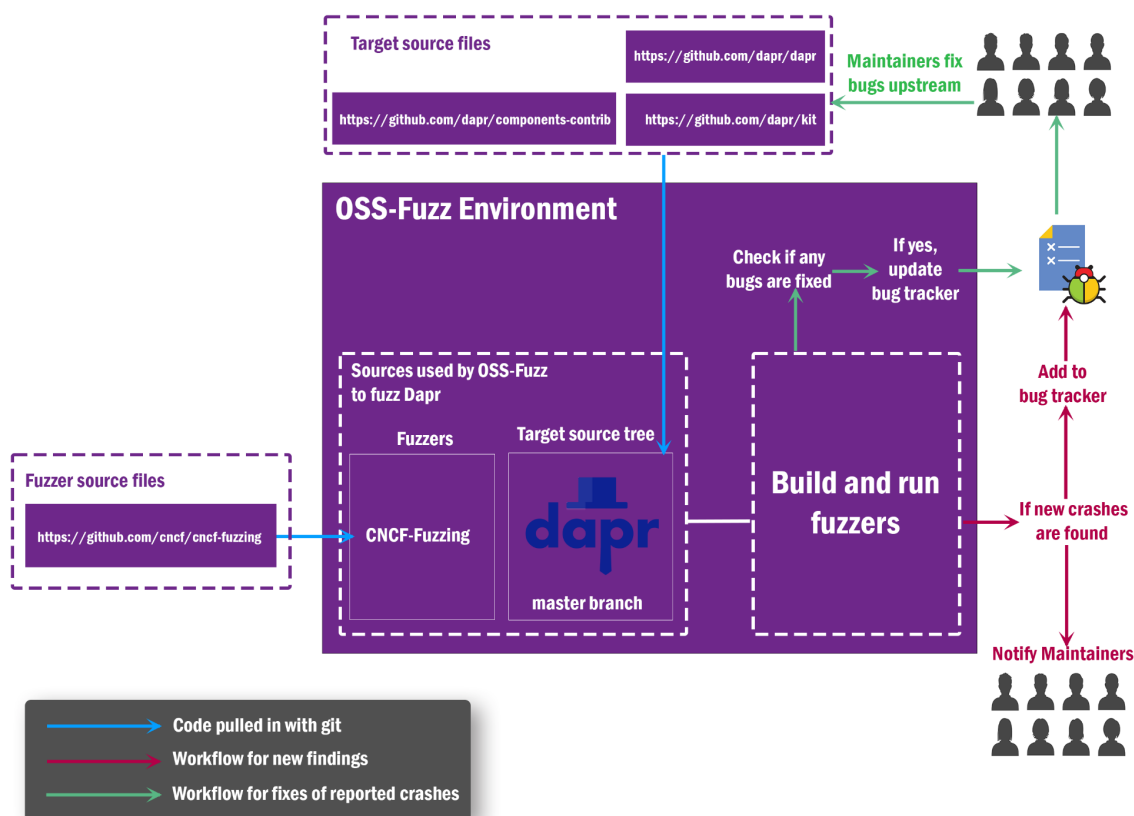 Target source files
https://github.com/dapr/dapr
https://github.com/dapr/components-contrib
https://github.com/dapr/kit
Maintainers fix
bugs upstream
OSS-Fuzz Environment
Check if any
bugs are fixed
If yes,
update
bug tracker
Sources used by OSS-Fuzz
to fuzz Dapr
Fuzzers
CNCF-Fuzzing
Target source tree
dapr
master branch
Build and run
fuzzers
Add to
bug tracker
If new crashes
are found
Notify Maintainers
Fuzzer source files
https://github.com/cncf/cncf-fuzzing
Code pulled in with git
Workflow for new findings
Workflow for fixes of reported crashes